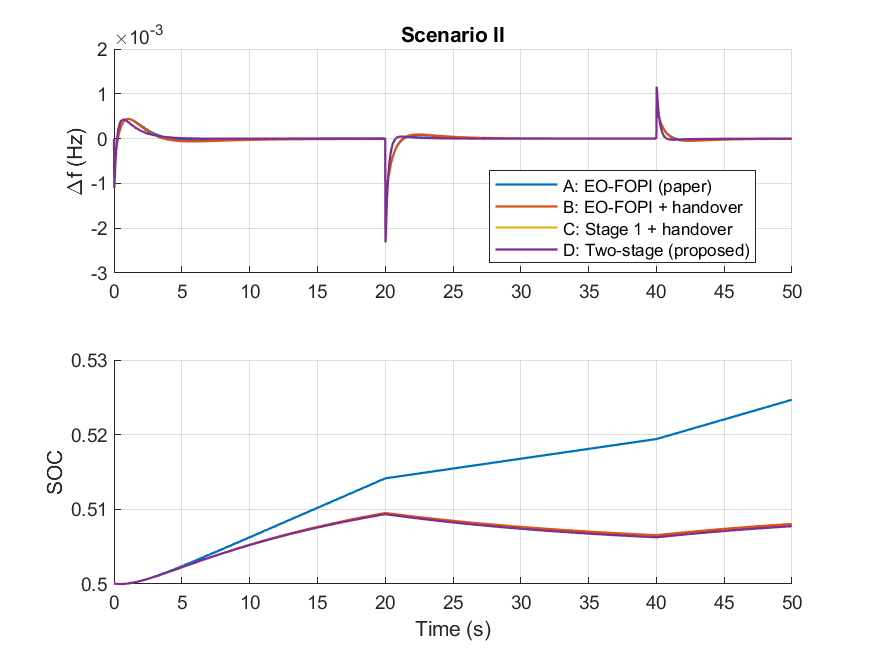 Scenario II
×10⁻³
2
1
0
-1
-2
-3
Δf (Hz)
A: EO-FOPI (paper)
B: EO-FOPI + handover
C: Stage 1 + handover
D: Two-stage (proposed)
0 5 10 15 20 25 30 35 40 45 50
0.53
0.52
0.51
0.5
SOC
0 5 10 15 20 25 30 35 40 45 50
Time (s)